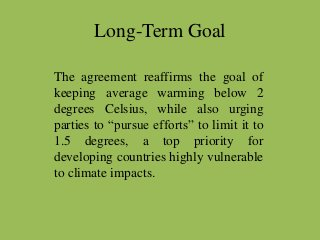 Long-Term Goal
The agreement reaffirms the goal of
keeping average warming below 2
degrees Celsius, while also urging
parties to “pursue efforts” to limit it to
1.5 degrees, a top priority for
developing countries highly vulnerable
to climate impacts.